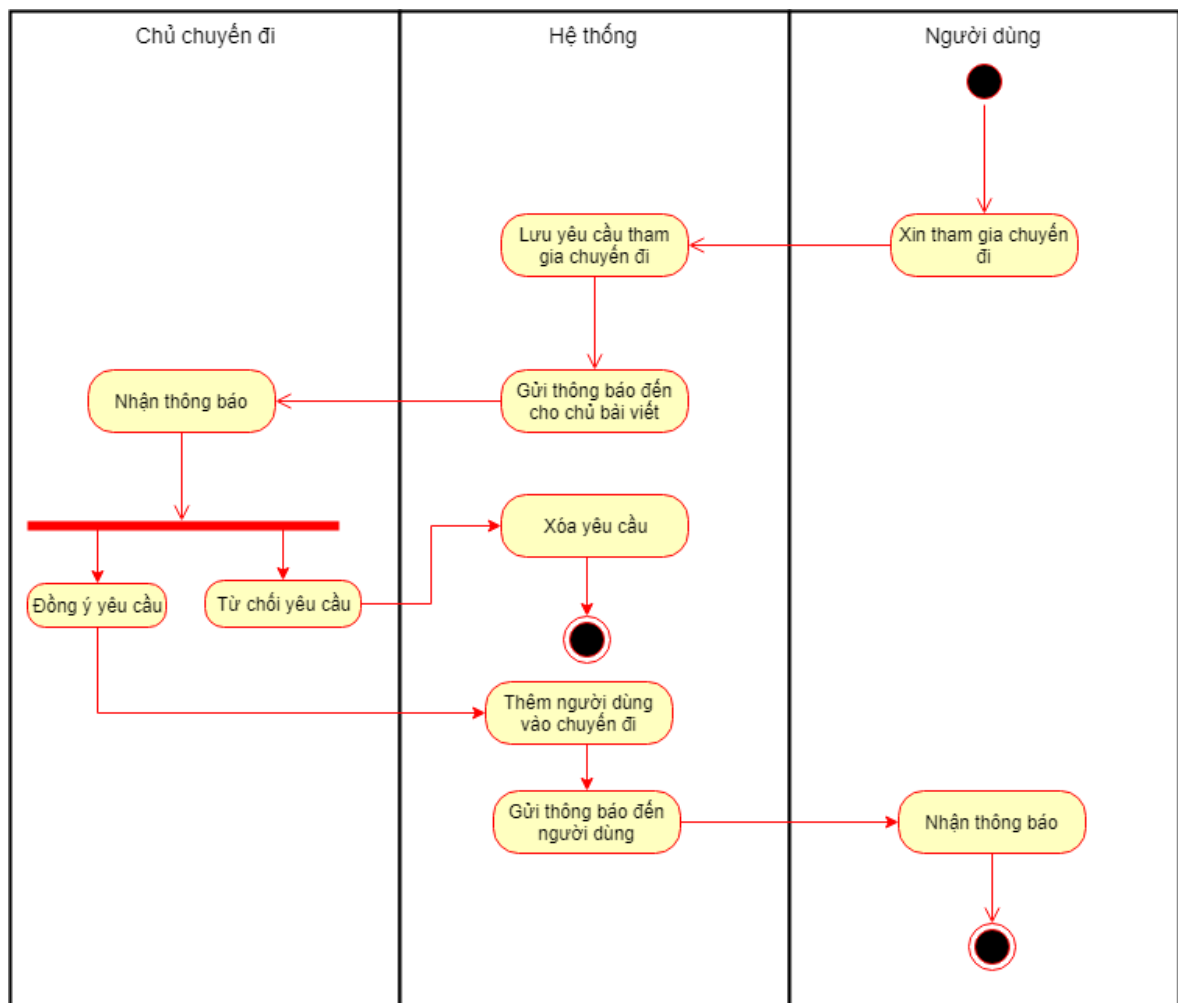 Chủ chuyến đi
Hệ thống
Người dùng
Lưu yêu cầu tham
gia chuyến đi
Xin tham gia chuyến
đi
Nhận thông báo
Gửi thông báo đến
cho chủ bài viết
Xóa yêu cầu
Đồng ý yêu cầu
Từ chối yêu cầu
Thêm người dùng
vào chuyến đi
Gửi thông báo đến
người dùng
Nhận thông báo